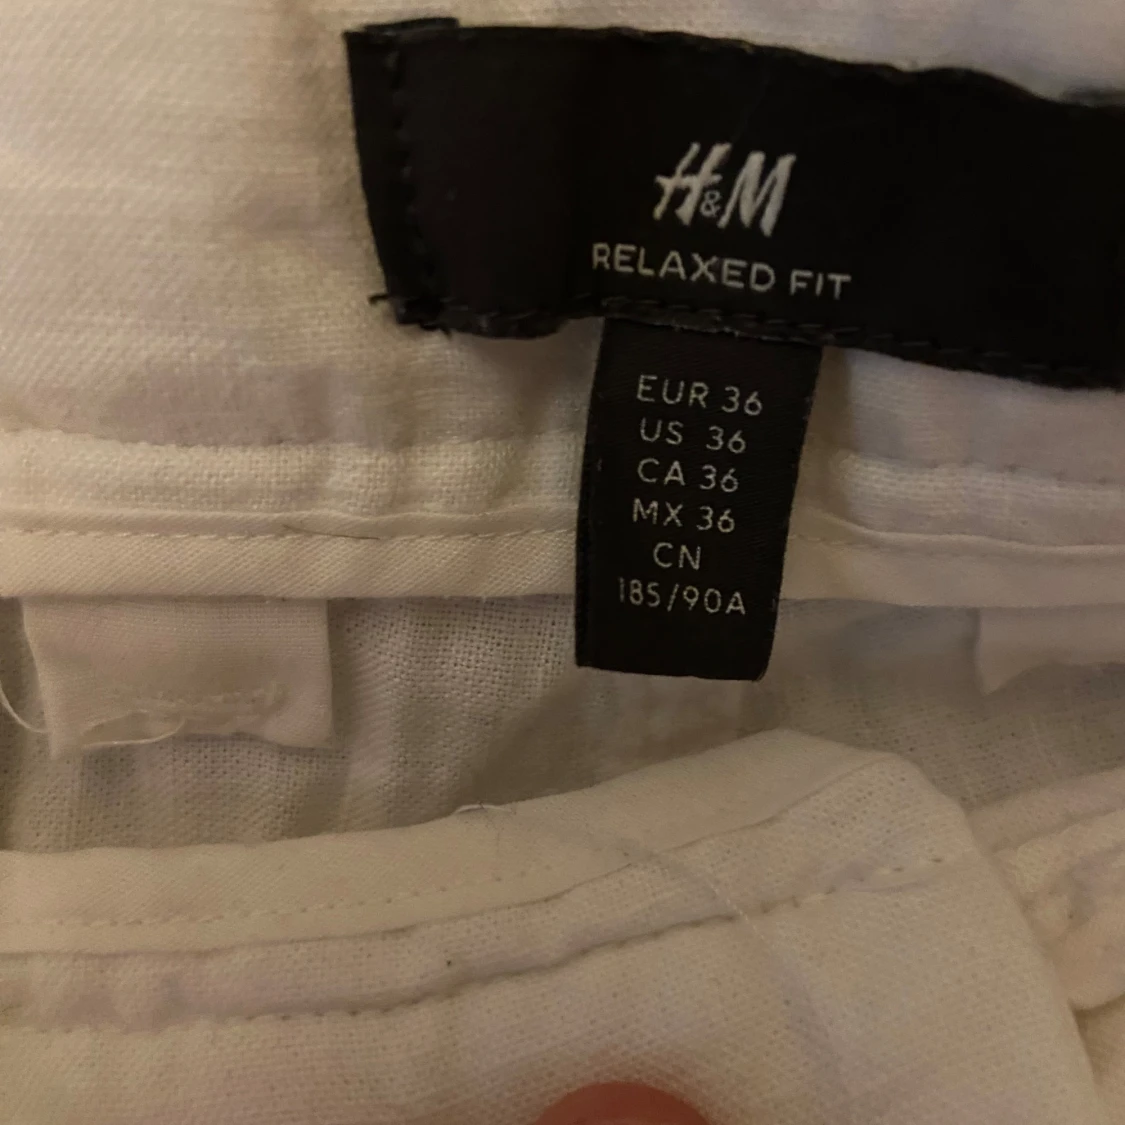 H&M
RELAXED FIT
EUR 36
US 36
CA 36
MX 36
CN
185/90A